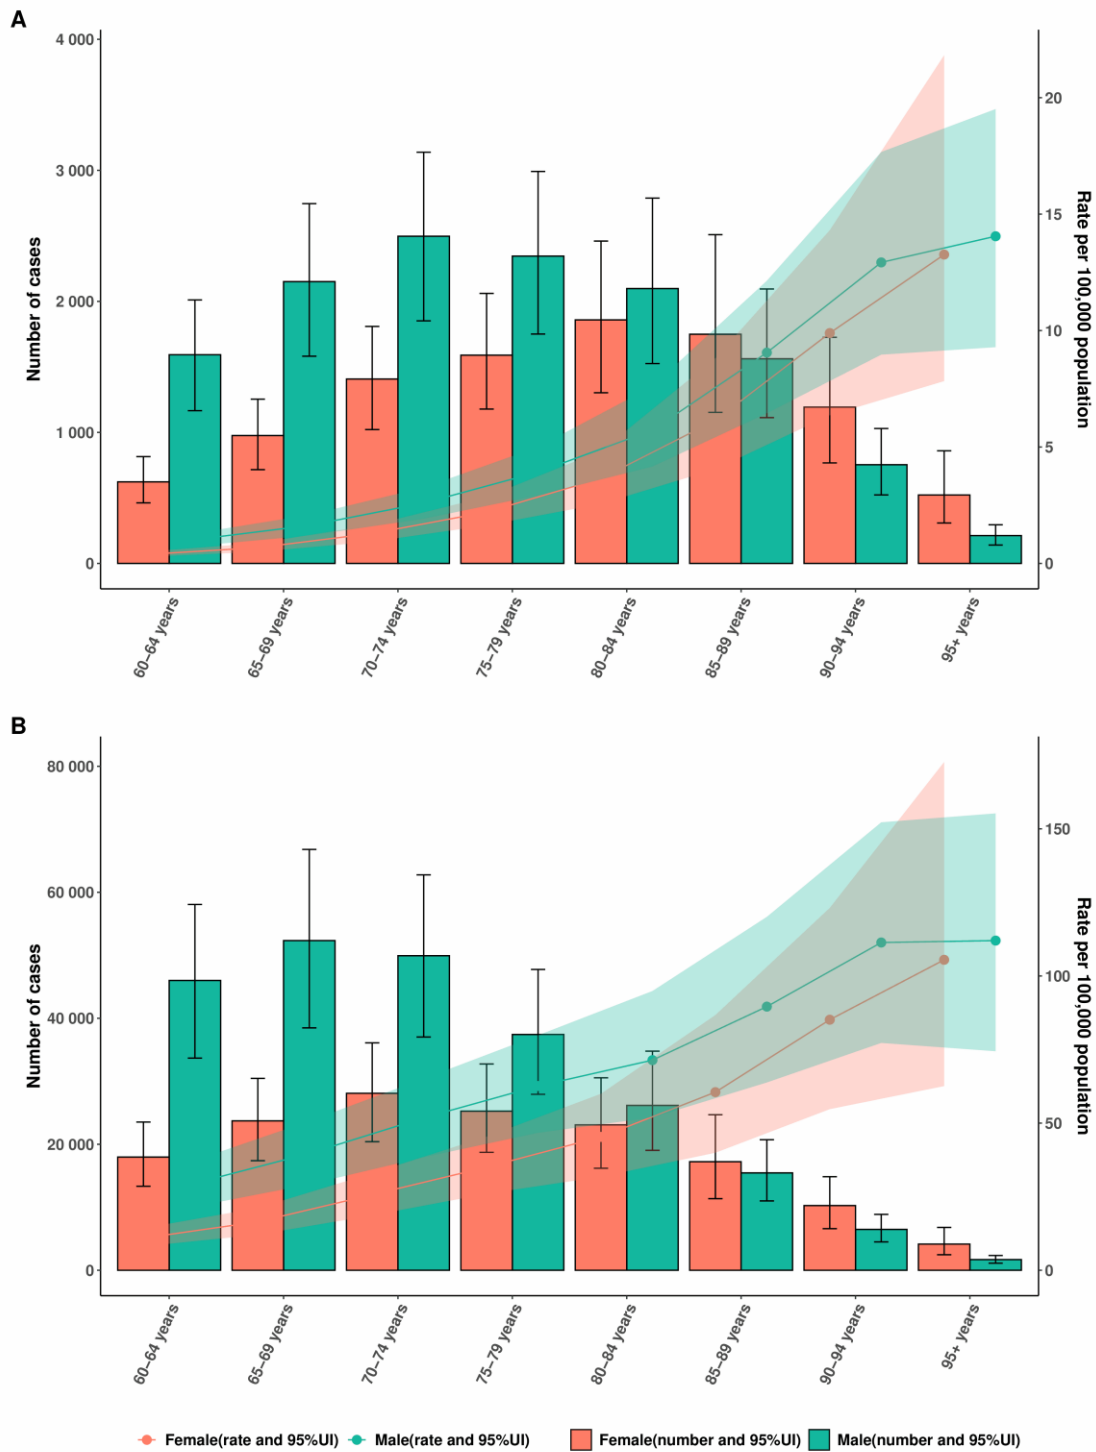 A
4 000
3 000
2 000
1 000
0
Number of cases
20
15
10
5
0
Rate per 100,000 population
60–64 years
65–69 years
70–74 years
75–79 years
80–84 years
85–89 years
90–94 years
95+ years
B
80 000
60 000
40 000
20 000
0
Number of cases
150
100
50
0
Rate per 100,000 population
60–64 years
65–69 years
70–74 years
75–79 years
80–84 years
85–89 years
90–94 years
95+ years
Female(rate and 95%UI) Male(rate and 95%UI) Female(number and 95%UI) Male(number and 95%UI)